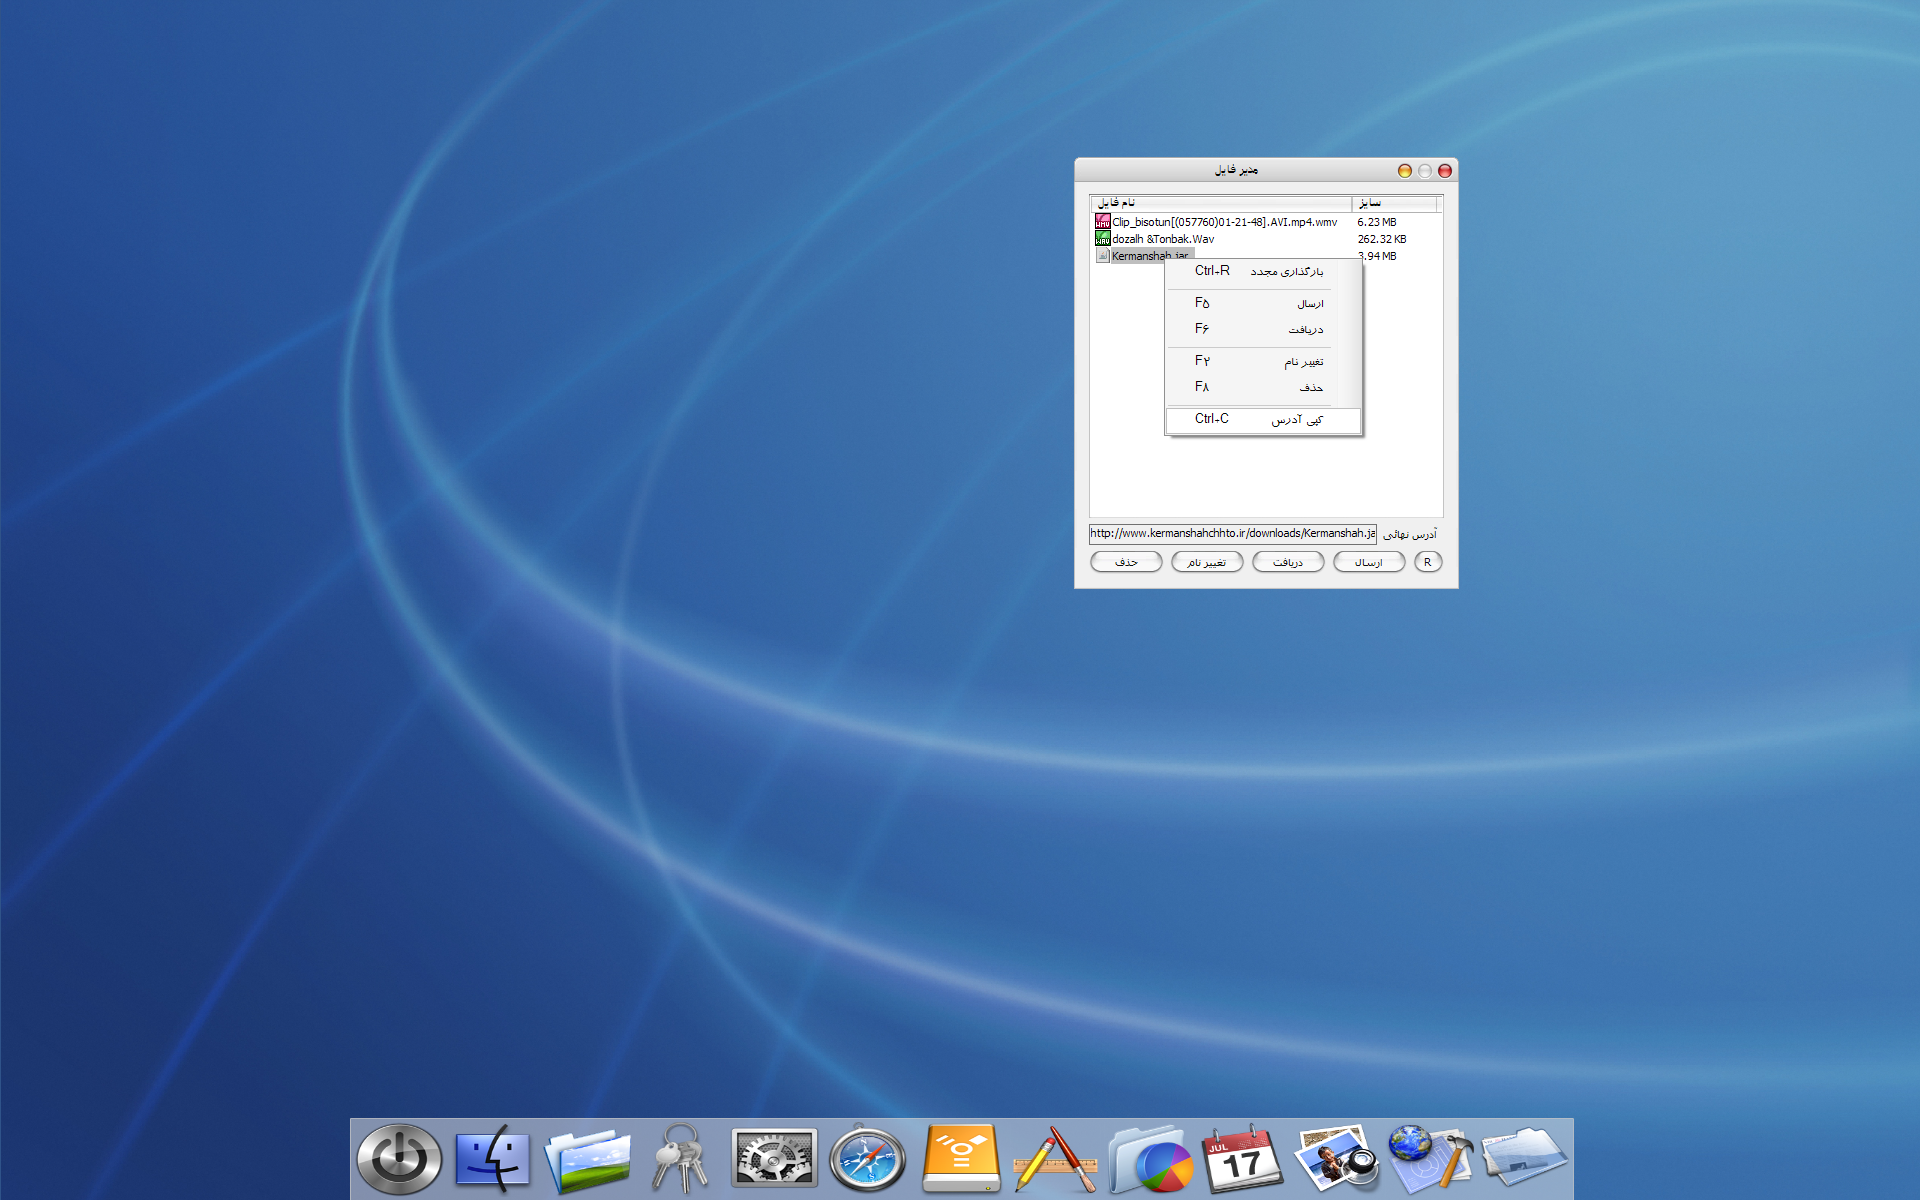 مدیر فایل
نام فایل سایز
Clip_bisotun[(057760)01-21-48].AVI.mp4.wmv 6.23 MB
dozalh &Tonbak.Wav 262.32 KB
Kermanshah.jar 3.94 MB
بارگذاری مجدد Ctrl+R
ارسال F۵
دریافت F۶
تغییر نام F۲
حذف F۸
کپی آدرس Ctrl+C
http://www.kermanshahchhto.ir/downloads/Kermanshah.ja آدرس نهائی
حذف تغییر نام دریافت ارسال R
JUL
17